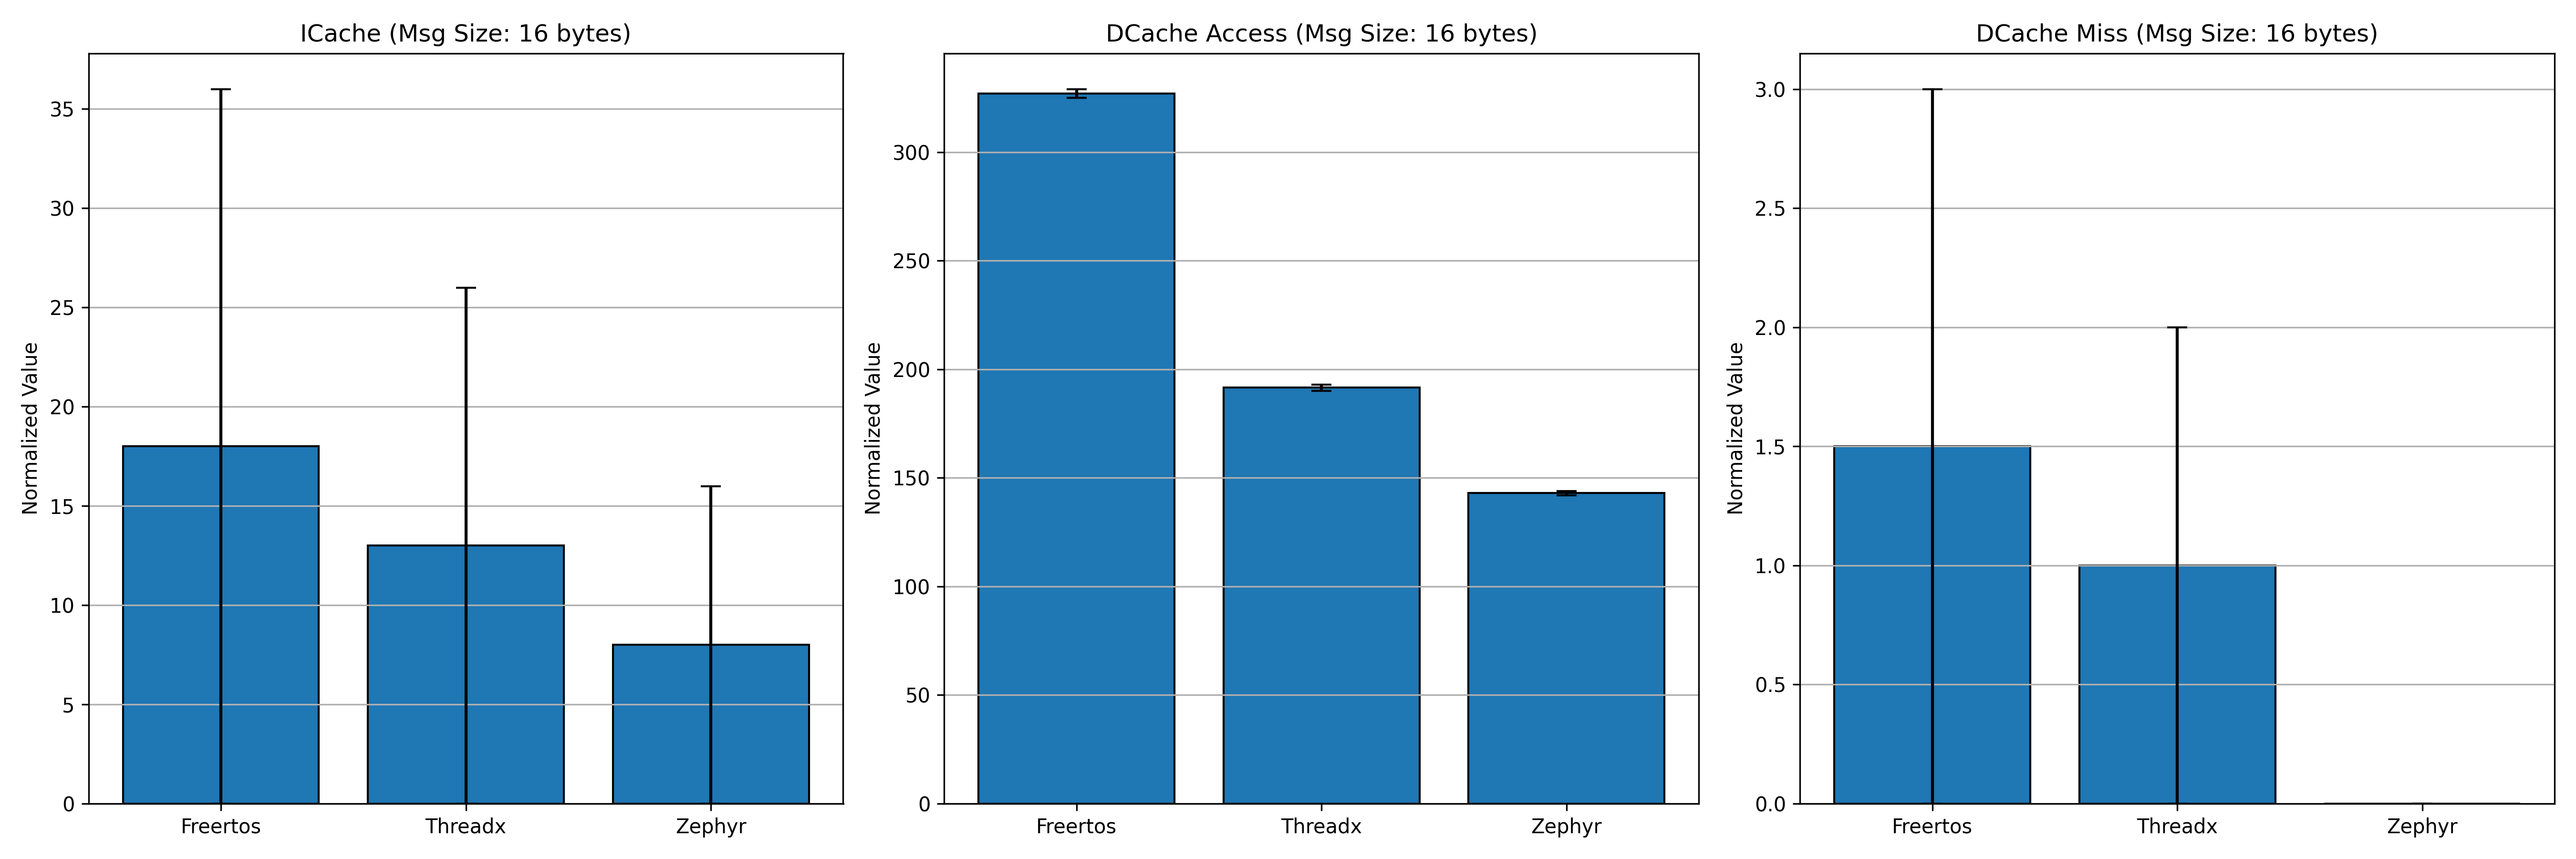 ICache (Msg Size: 16 bytes)
Normalized Value
35
30
25
20
15
10
5
0
Freertos
Threadx
Zephyr
DCache Access (Msg Size: 16 bytes)
Normalized Value
300
250
200
150
100
50
0
Freertos
Threadx
Zephyr
DCache Miss (Msg Size: 16 bytes)
Normalized Value
3.0
2.5
2.0
1.5
1.0
0.5
0.0
Freertos
Threadx
Zephyr